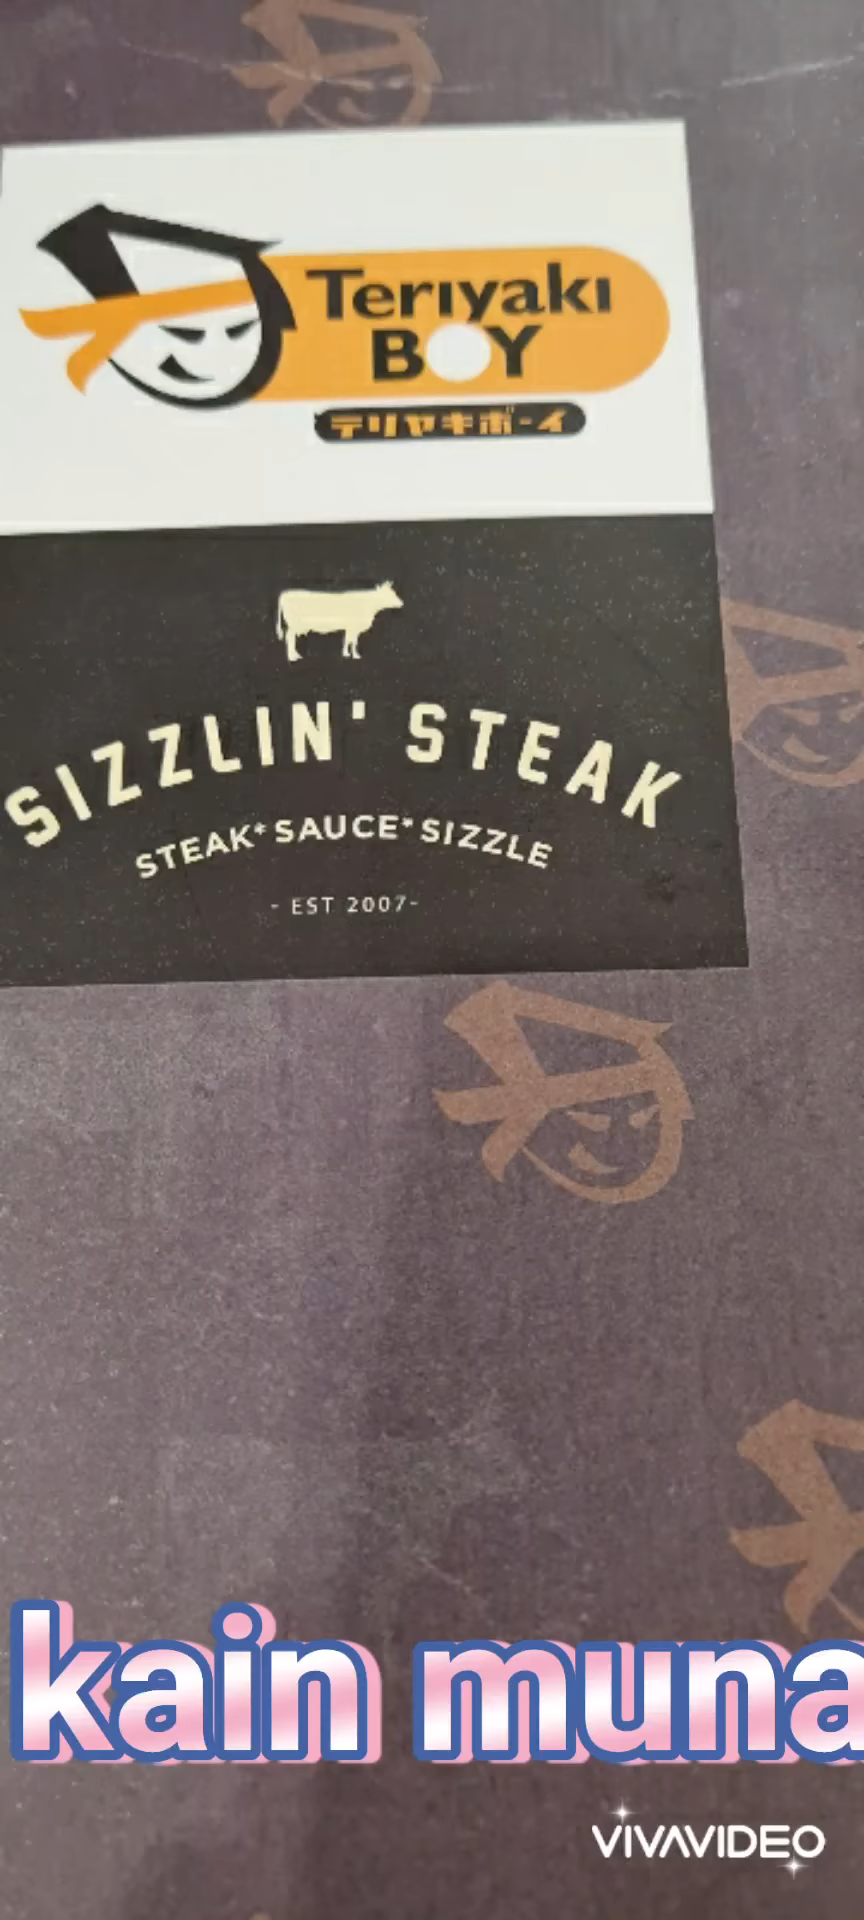 Teriyaki
BOY
テリヤキボーイ
SIZZLIN' STEAK
STEAK*SAUCE*SIZZLE
- EST 2007-
kain muna
VIVAVIDEO